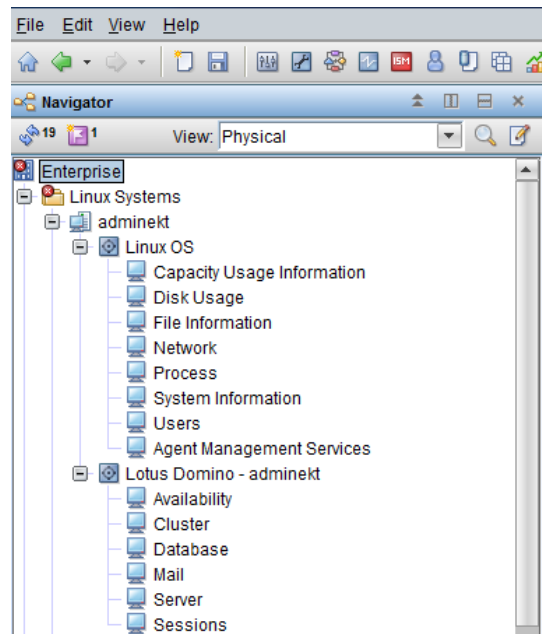 File Edit View Help
ISM
Navigator
19 1 View: Physical
Enterprise
Linux Systems
adminekt
Linux OS
Capacity Usage Information
Disk Usage
File Information
Network
Process
System Information
Users
Agent Management Services
Lotus Domino - adminekt
Availability
Cluster
Database
Mail
Server
Sessions